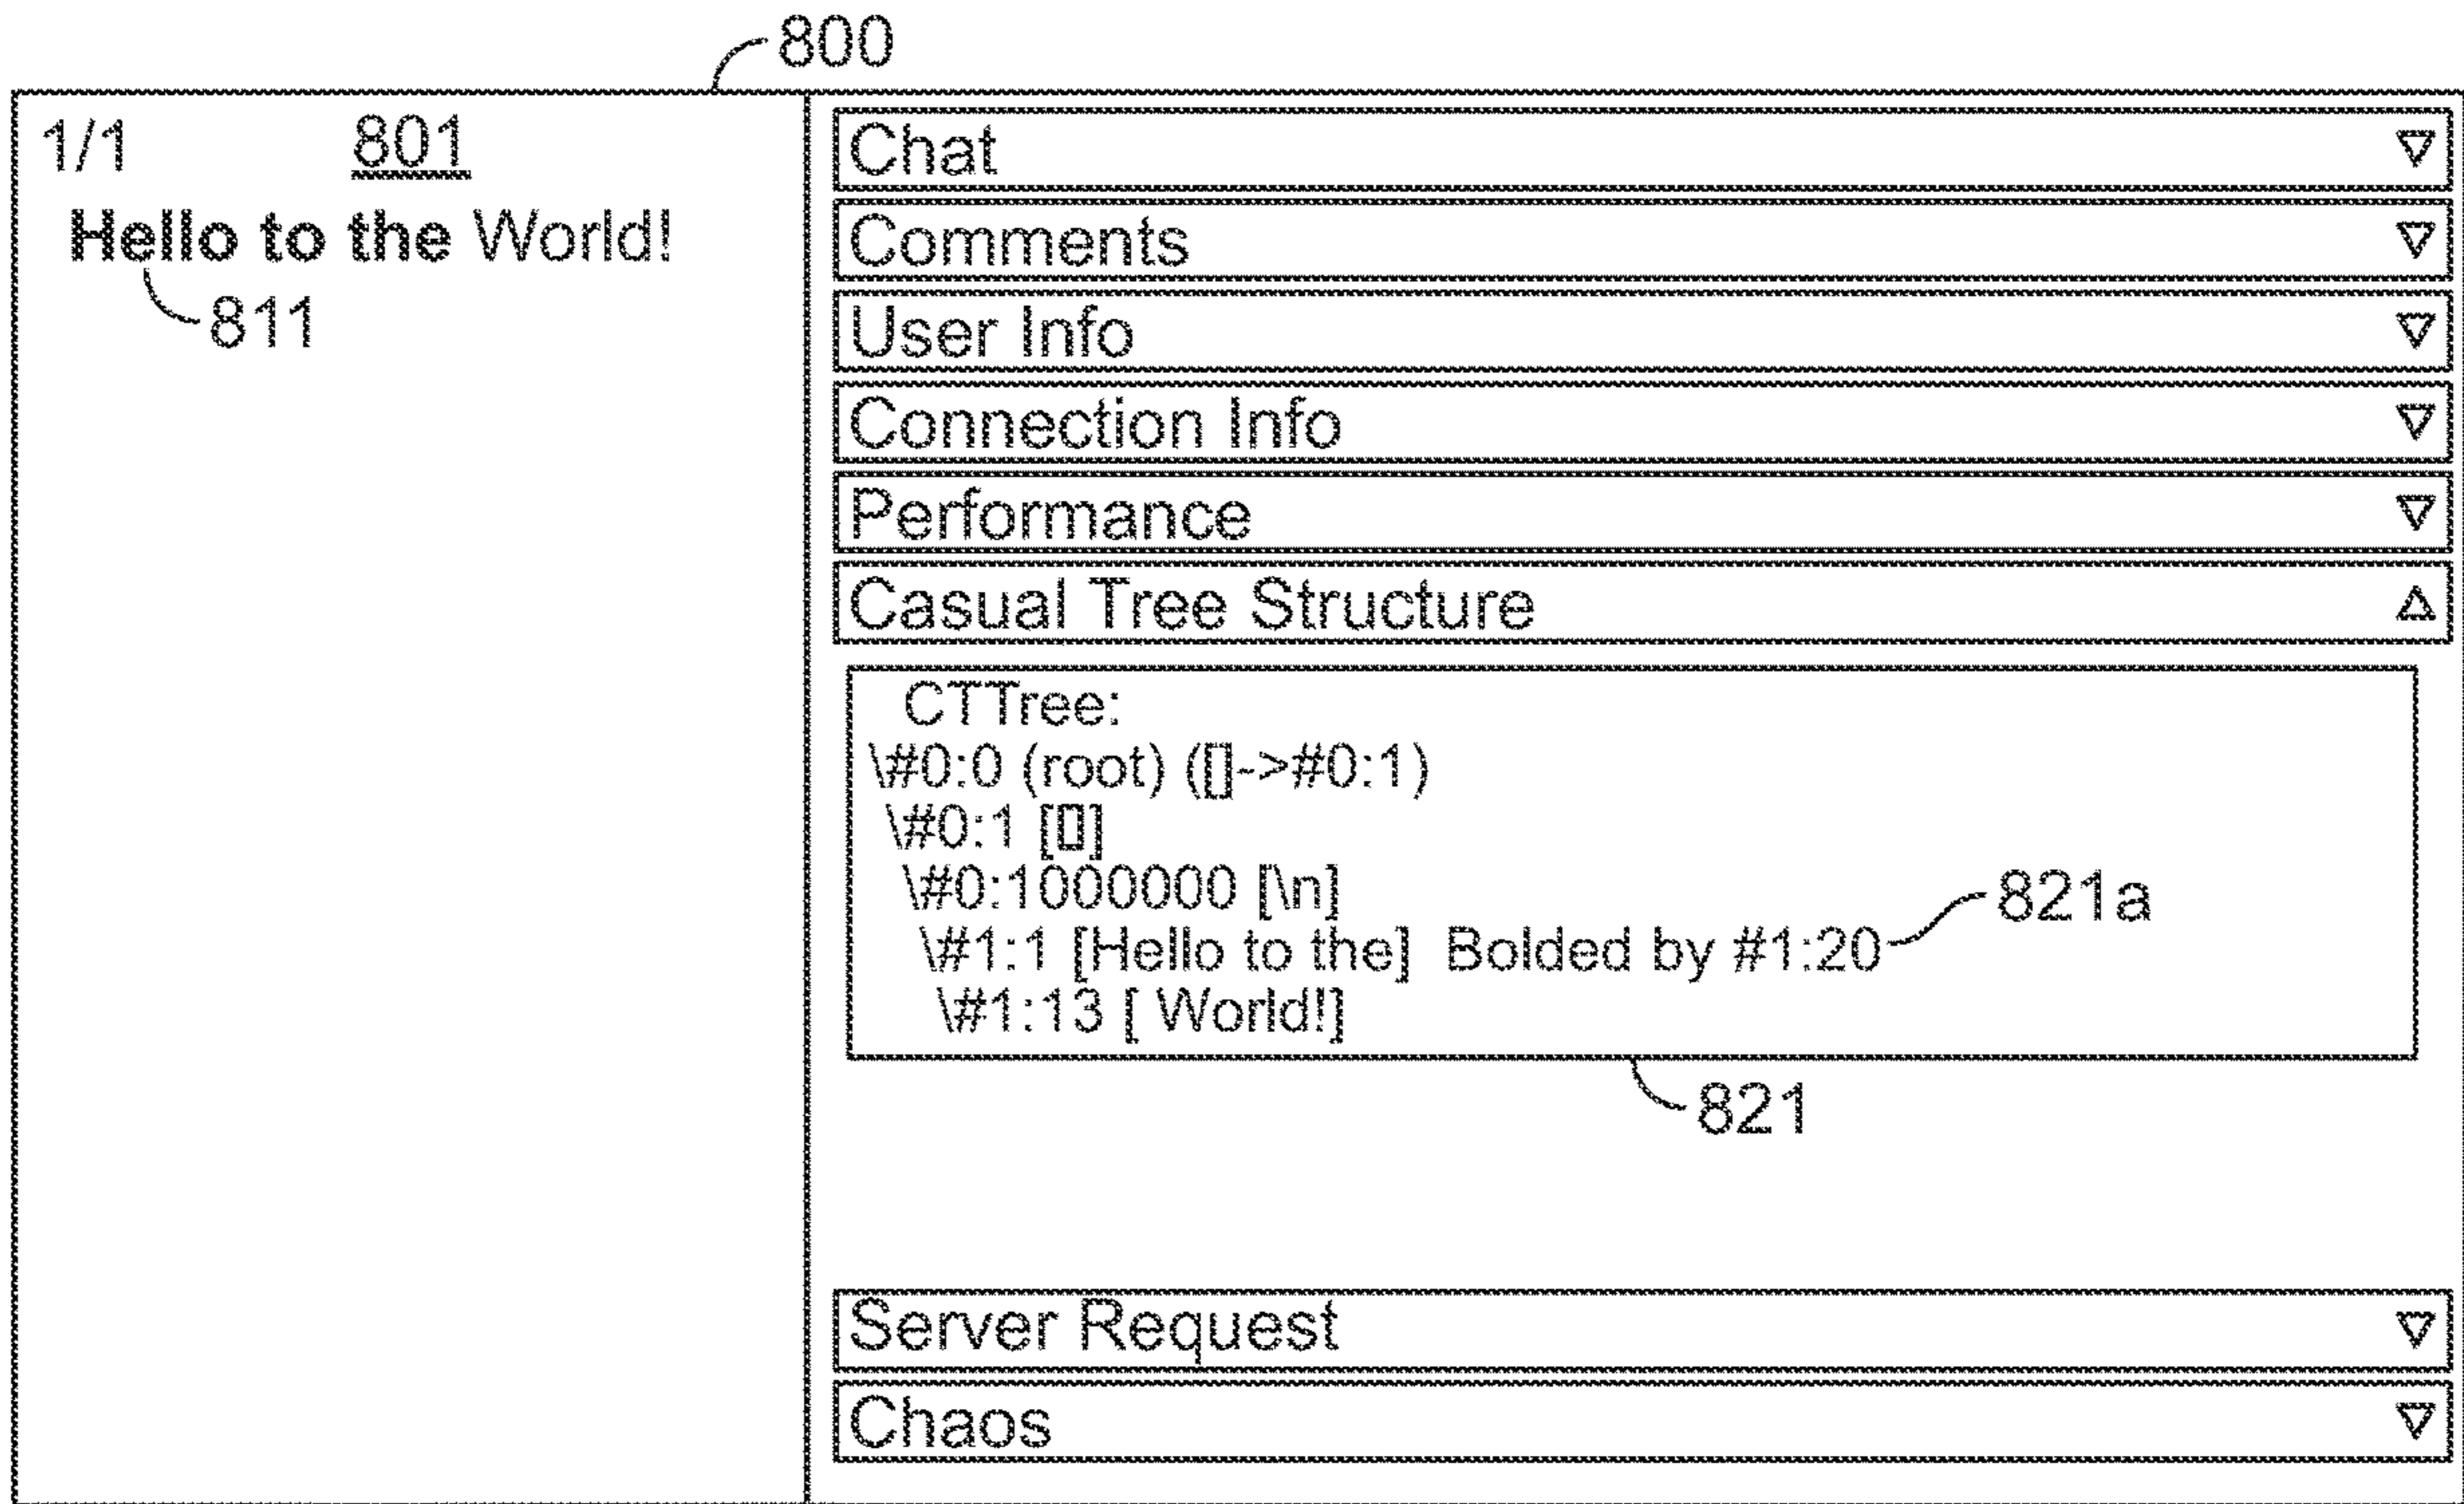 800
1/1 801
Hello to the World!
811
Chat
Comments
User Info
Connection Info
Performance
Casual Tree Structure
CTTree:
\#0:0 (root) ([]->#0:1)
\#0:1 [[]]
\#0:1000000 [\n]
\#1:1 [Hello to the] Bolded by #1:20
821a
\#1:13 [ World!]
821
Server Request
Chaos